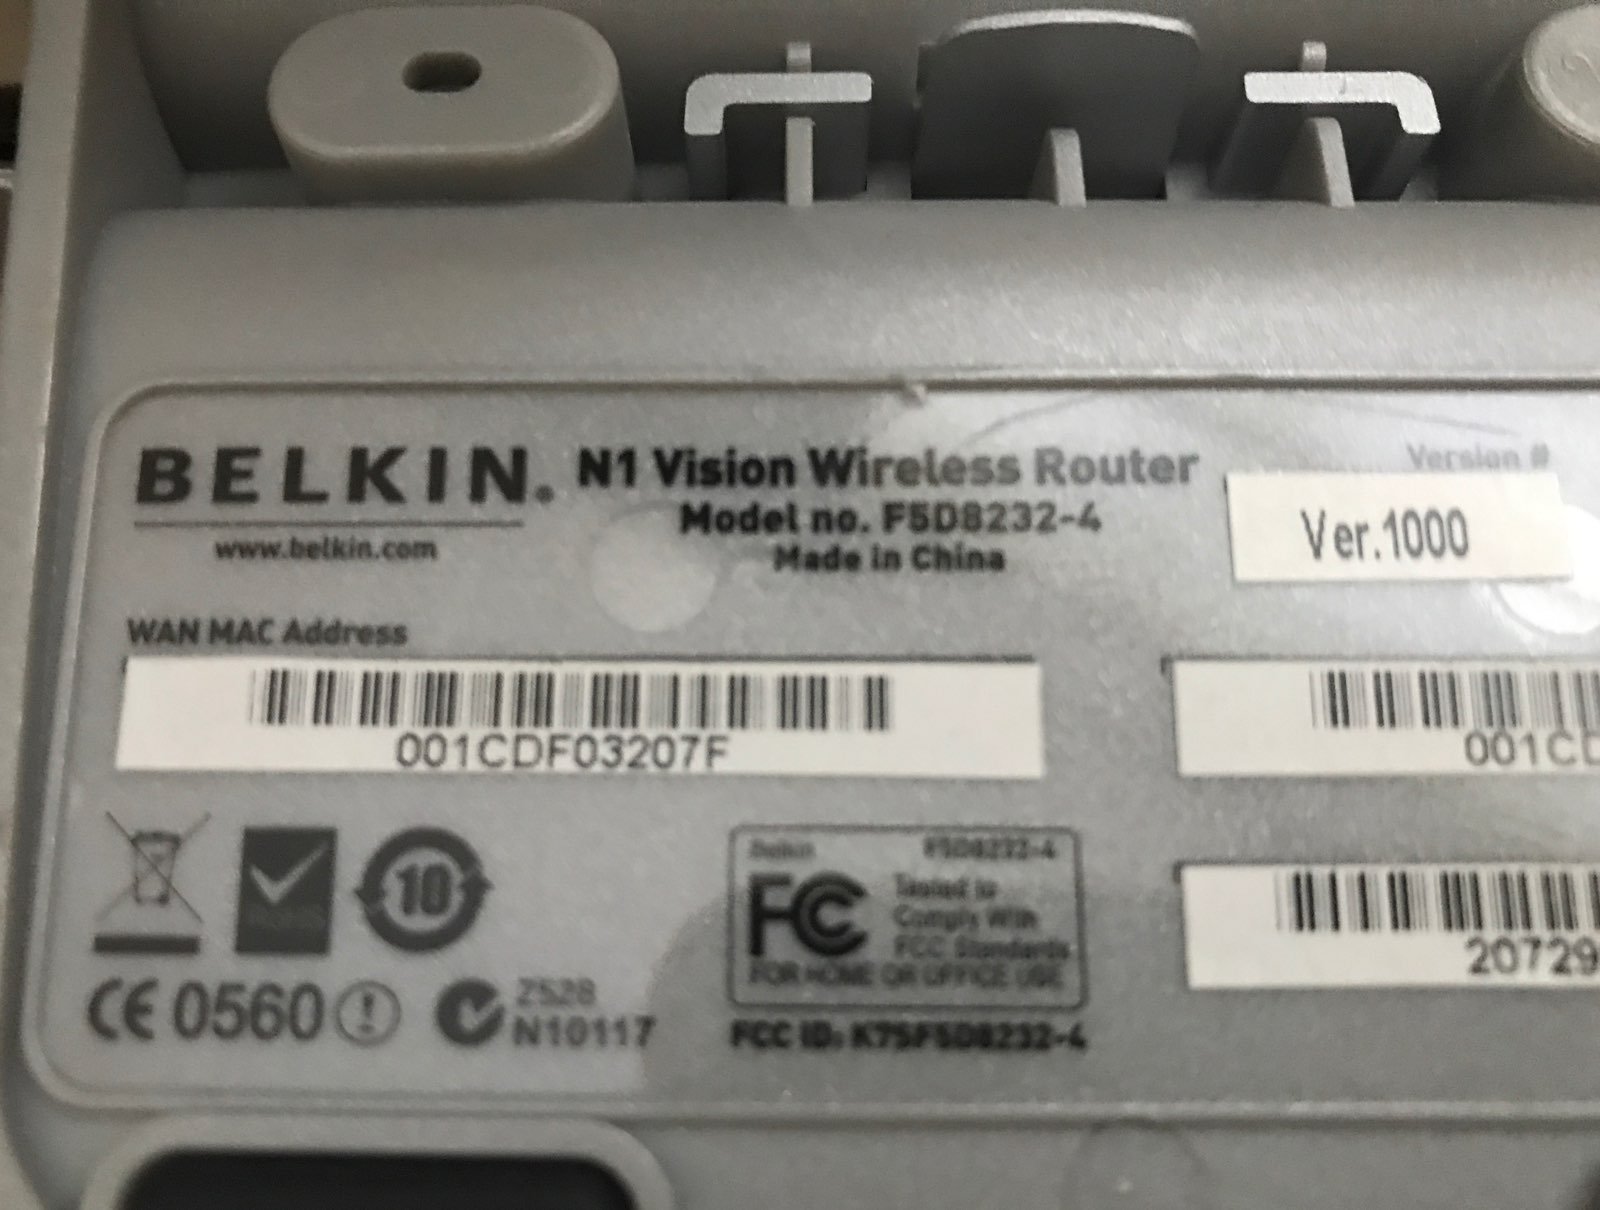 BELKIN. N1 Vision Wireless Router
Version #
Model no. F5D8232-4
Ver.1000
www.belkin.com
Made in China
WAN MAC Address
001CDF03207F
001CD
10
Belkin F5D8232-4
FC Tested to
Comply With
FCC Standards
FOR HOME OR OFFICE USE
20729
CE 0560 !
Z528
N10117
FCC ID: K7SF5D8232-4